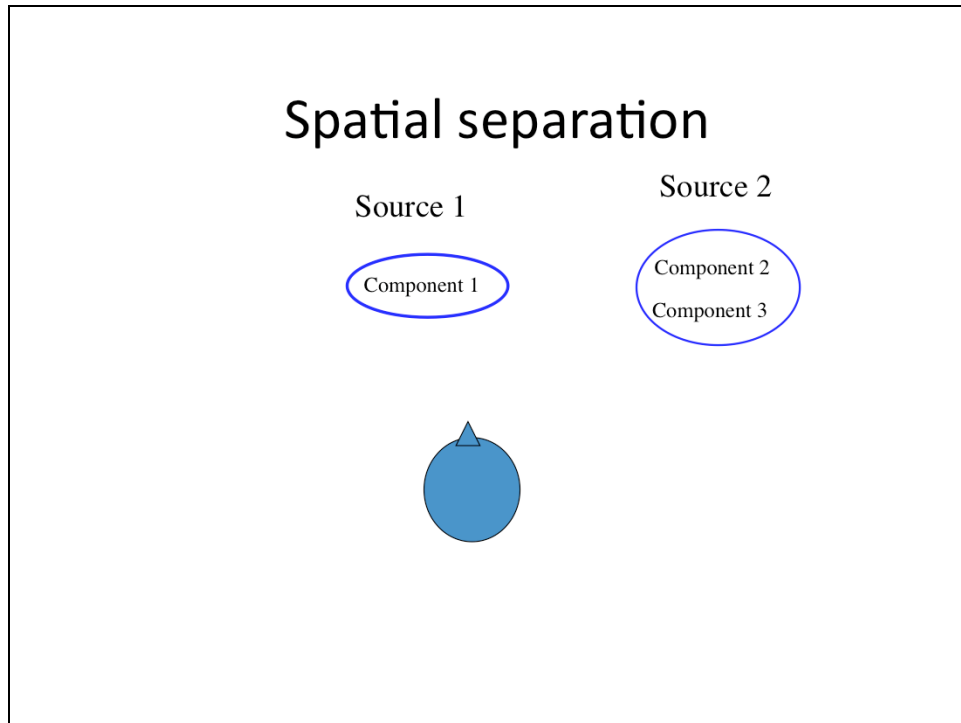 Spatial separation
Source 1
Source 2
Component 1
Component 2
Component 3